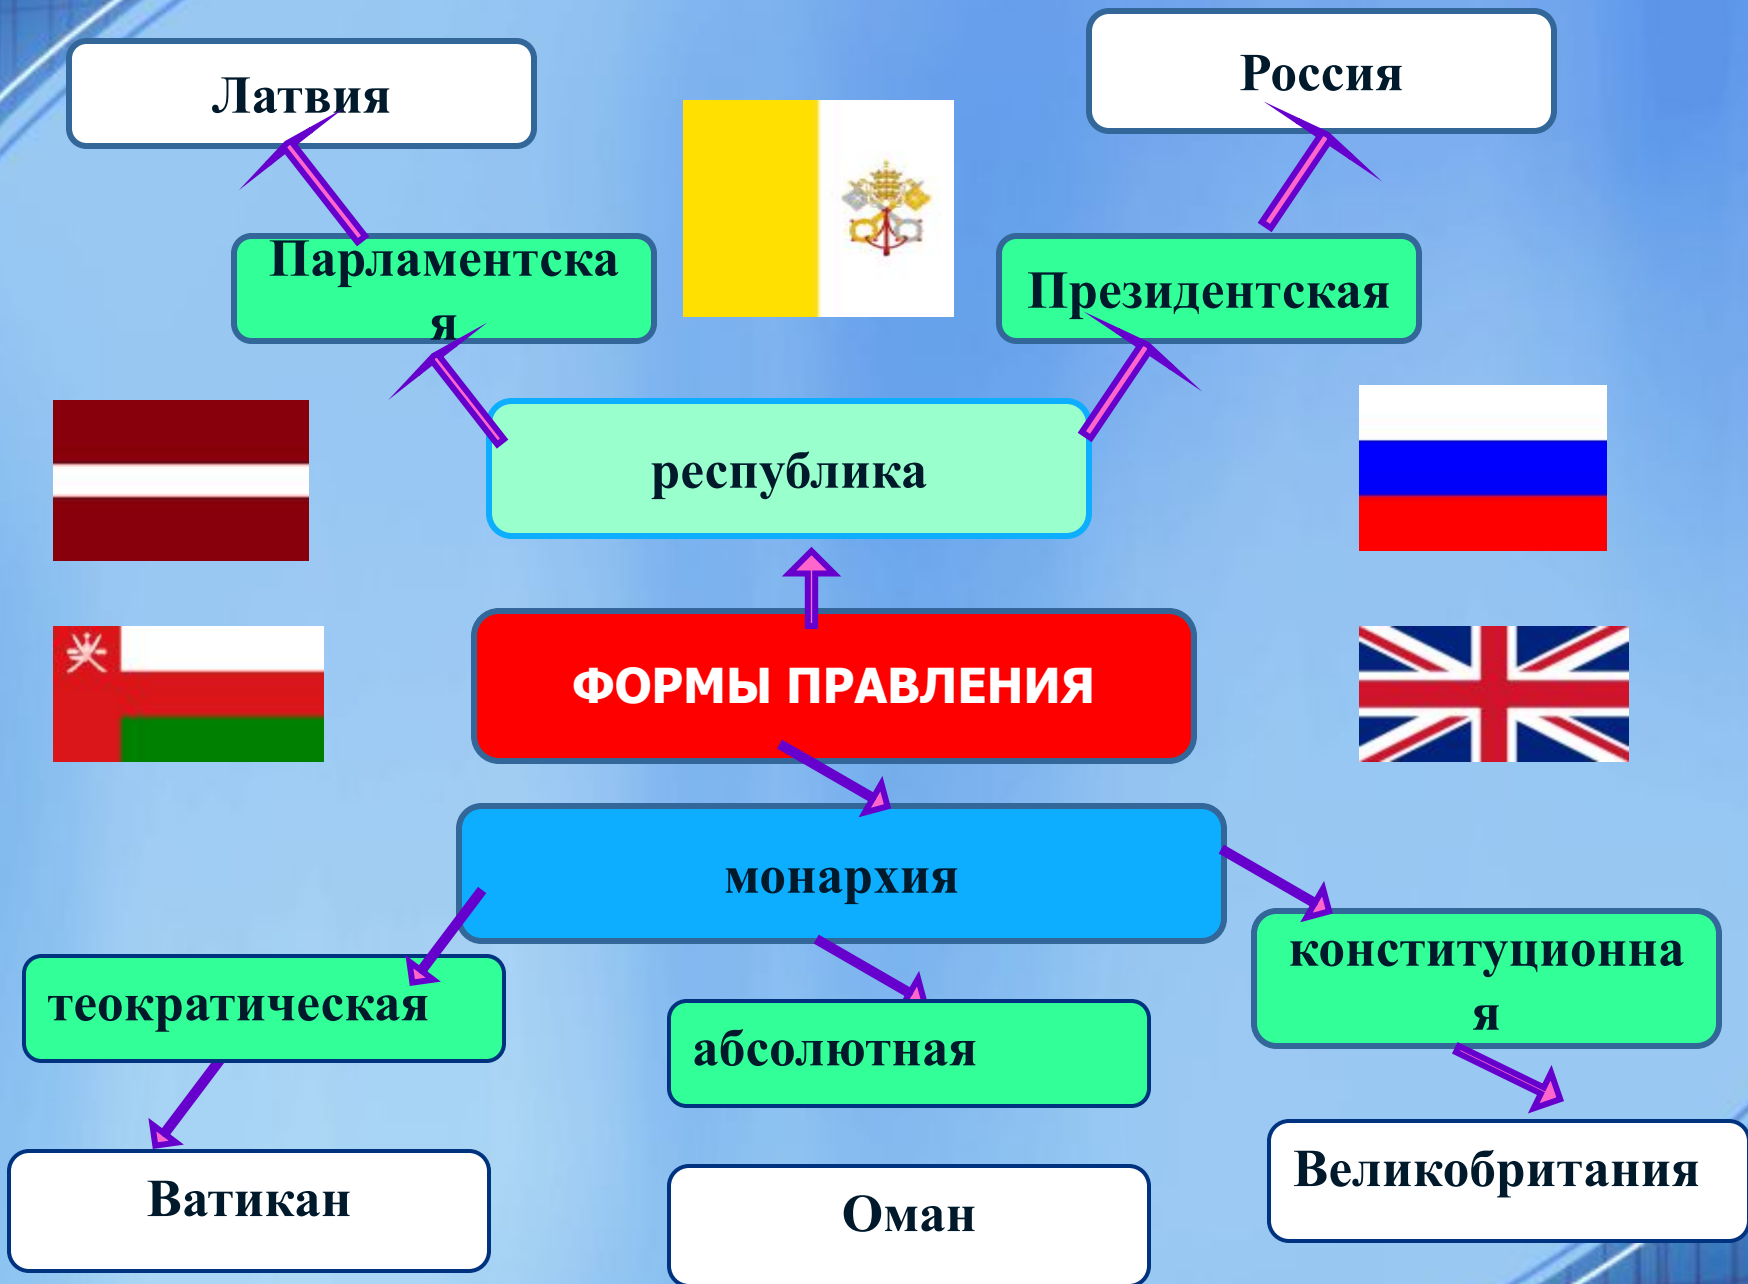 Латвия
Россия
Парламентска
я
Президентская
республика
ФОРМЫ ПРАВЛЕНИЯ
монархия
теократическая
абсолютная
конституционна
я
Ватикан
Оман
Великобритания